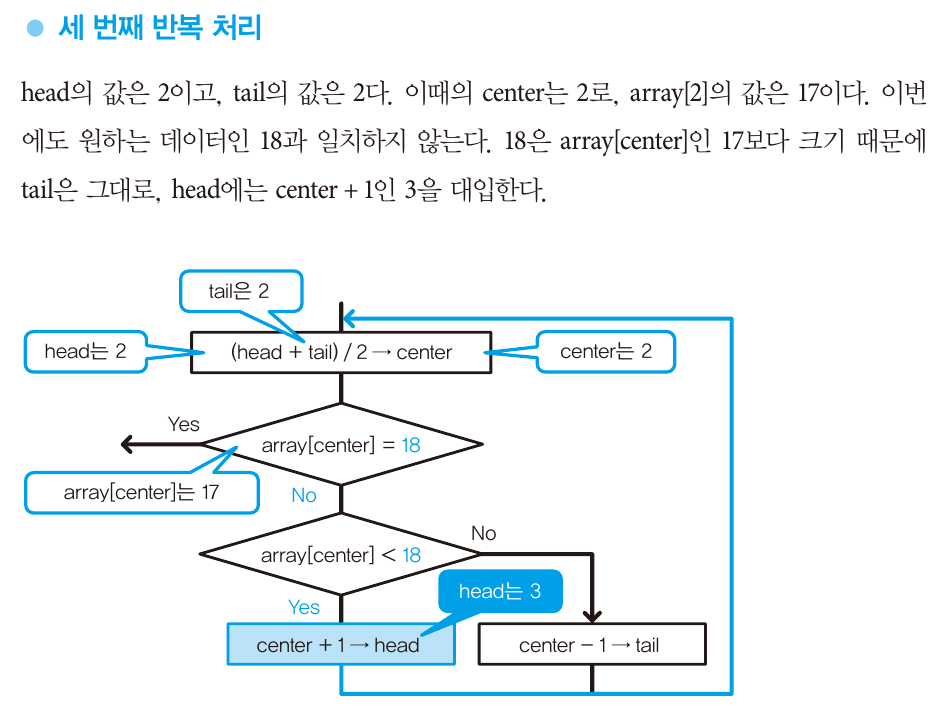 ● 세 번째 반복 처리
head의 값은 2이고, tail의 값은 2다. 이때의 center는 2로, array[2]의 값은 17이다. 이번
에도 원하는 데이터인 18과 일치하지 않는다. 18은 array[center]인 17보다 크기 때문에
tail은 그대로, head에는 center + 1인 3을 대입한다.
tail은 2
head는 2
(head + tail) / 2 → center
center는 2
Yes
array[center] = 18
array[center]는 17
No
array[center] < 18
No
Yes
head는 3
center + 1 → head
center − 1 → tail